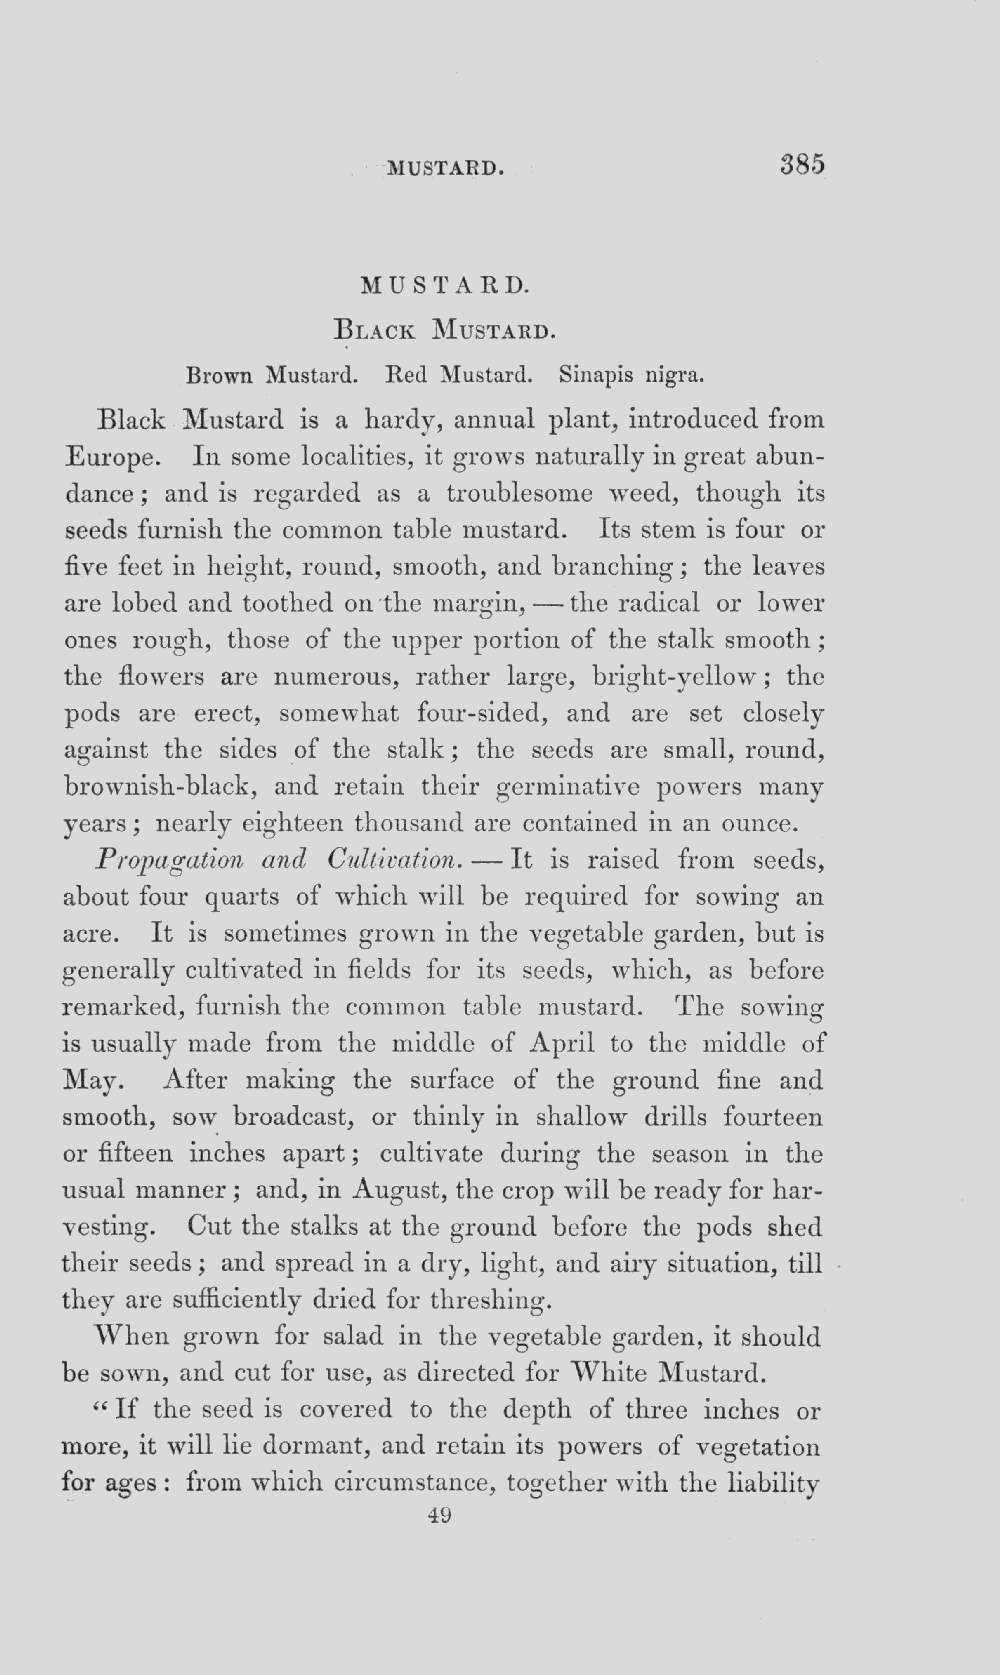 MUSTARD. 385
MUSTARD.
BLACK MUSTARD.
Brown Mustard. Red Mustard. Sinapis nigra.
Black Mustard is a hardy, annual plant, introduced from
Europe. In some localities, it grows naturally in great abun-
dance; and is regarded as a troublesome weed, though its
seeds furnish the common table mustard. Its stem is four or
five feet in height, round, smooth, and branching; the leaves
are lobed and toothed on the margin, — the radical or lower
ones rough, those of the upper portion of the stalk smooth;
the flowers are numerous, rather large, bright-yellow; the
pods are erect, somewhat four-sided, and are set closely
against the sides of the stalk; the seeds are small, round,
brownish-black, and retain their germinative powers many
years; nearly eighteen thousand are contained in an ounce.
Propagation and Cultivation. — It is raised from seeds,
about four quarts of which will be required for sowing an
acre. It is sometimes grown in the vegetable garden, but is
generally cultivated in fields for its seeds, which, as before
remarked, furnish the common table mustard. The sowing
is usually made from the middle of April to the middle of
May. After making the surface of the ground fine and
smooth, sow broadcast, or thinly in shallow drills fourteen
or fifteen inches apart; cultivate during the season in the
usual manner; and, in August, the crop will be ready for har-
vesting. Cut the stalks at the ground before the pods shed
their seeds; and spread in a dry, light, and airy situation, till
they are sufficiently dried for threshing.
When grown for salad in the vegetable garden, it should
be sown, and cut for use, as directed for White Mustard.
“If the seed is covered to the depth of three inches or
more, it will lie dormant, and retain its powers of vegetation
for ages: from which circumstance, together with the liability
49